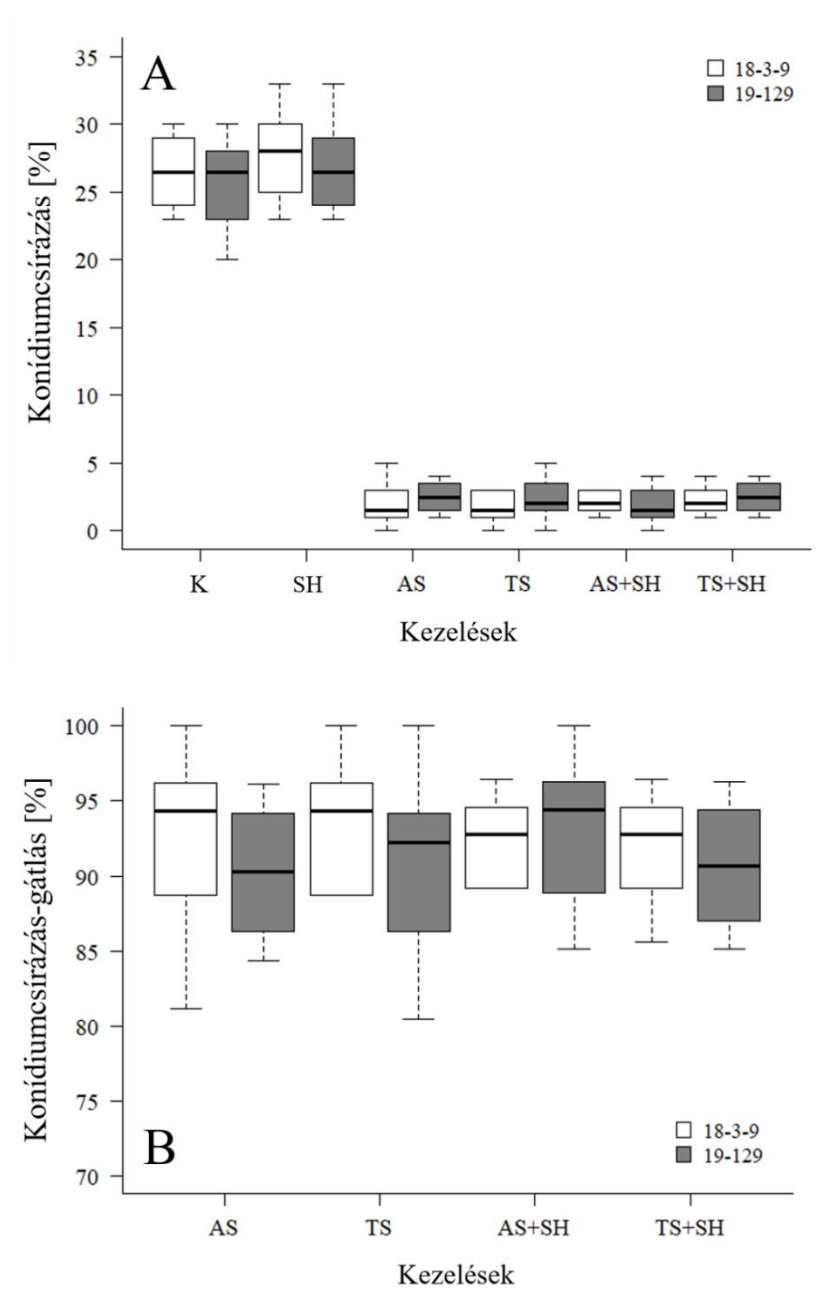 A
18-3-9
19-129
Konídiumcsírázás [%]
35
30
25
20
15
10
5
0
K SH AS TS AS+SH TS+SH
Kezelések
Konídiumcsírázás-gátlás [%]
100
95
90
85
80
75
70
B
18-3-9
19-129
AS TS AS+SH TS+SH
Kezelések